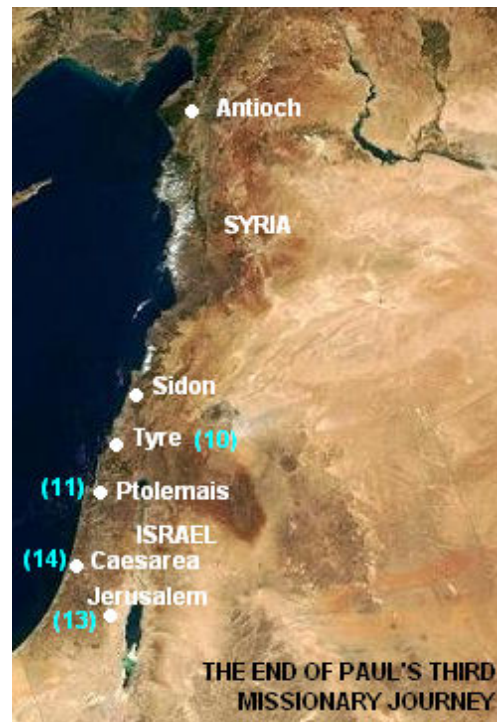 Antioch
SYRIA
Sidon
Tyre (10)
(11) Ptolemais
ISRAEL
(14) Caesarea
Jerusalem
(13)
THE END OF PAUL'S THIRD
MISSIONARY JOURNEY